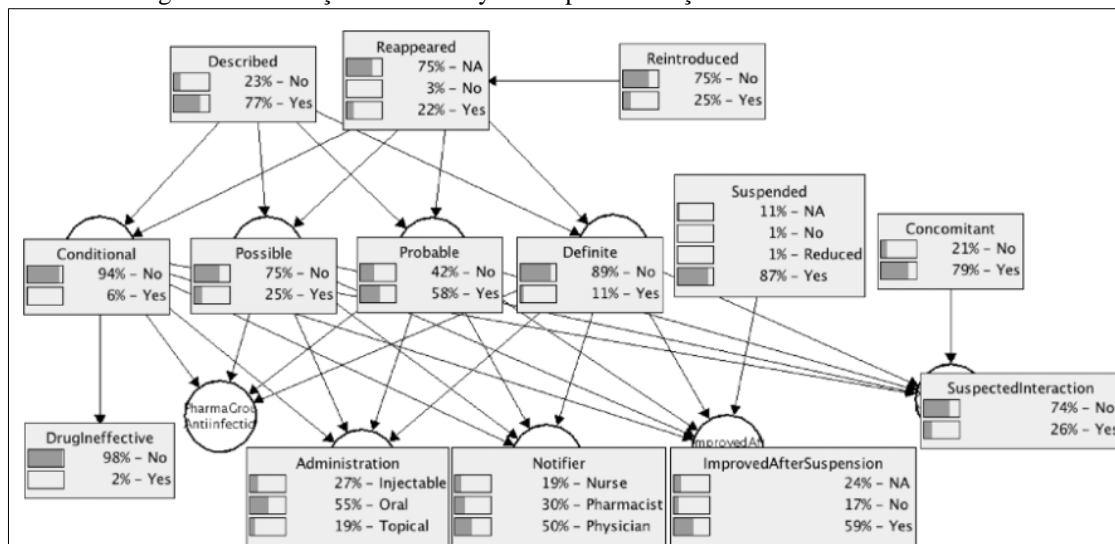 Described
23% – No
77% – Yes
Reappeared
75% – NA
3% – No
22% – Yes
Reintroduced
75% – No
25% – Yes
Suspended
11% – NA
1% – No
1% – Reduced
87% – Yes
Concomitant
21% – No
79% – Yes
Conditional
94% – No
6% – Yes
Possible
75% – No
25% – Yes
Probable
42% – No
58% – Yes
Definite
89% – No
11% – Yes
PharmaGrou
Antiinfectio
ImprovedAf
SuspectedInteraction
74% – No
26% – Yes
DrugIneffective
98% – No
2% – Yes
Administration
27% – Injectable
55% – Oral
19% – Topical
Notifier
19% – Nurse
30% – Pharmacist
50% – Physician
ImprovedAfterSuspension
24% – NA
17% – No
59% – Yes